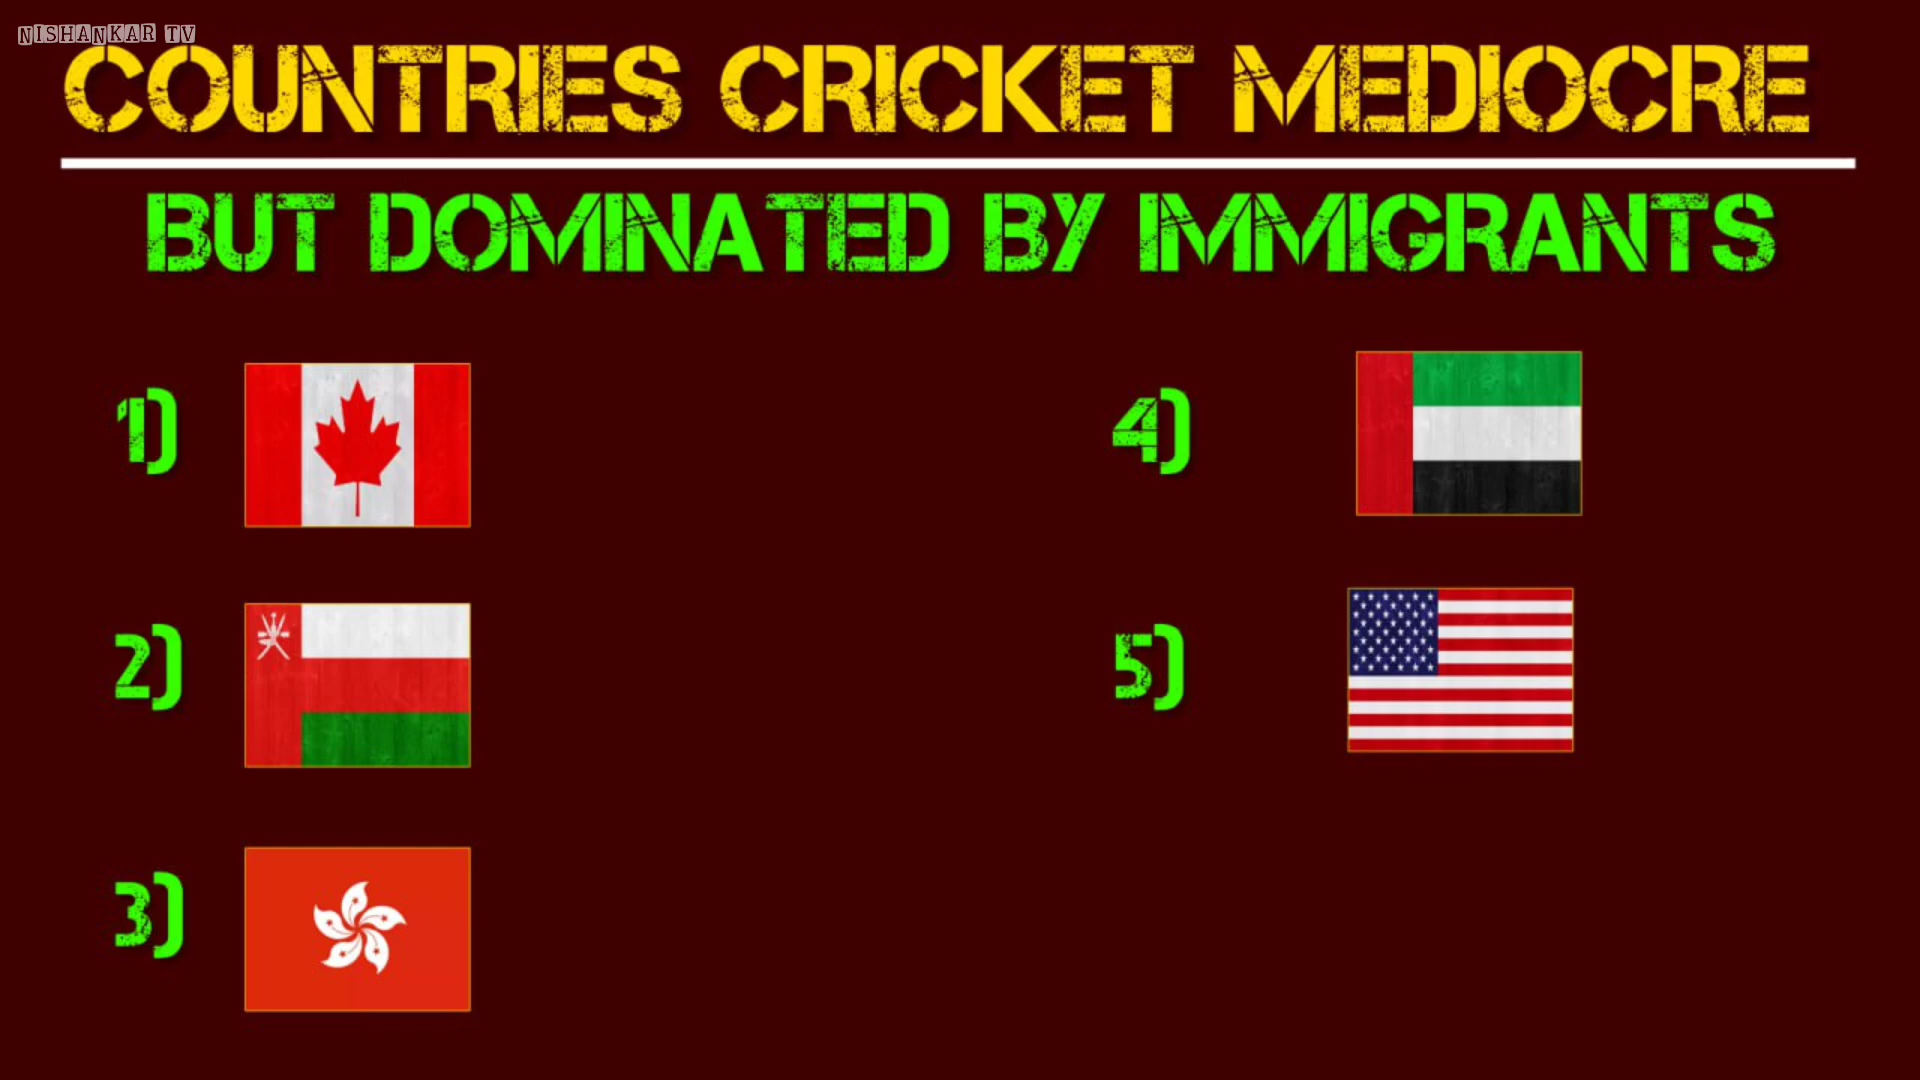 NISHANKAR TV
COUNTRIES CRICKET MEDIOCRE
BUT DOMINATED BY IMMIGRANTS
1)
2)
3)
4)
5)